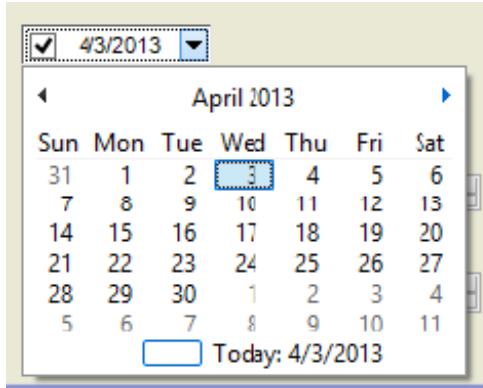 4/3/2013
April 2013
Sun Mon Tue Wed Thu Fri Sat
31 1 2 3 4 5 6
7 8 9 10 11 12 13
14 15 16 17 18 19 20
21 22 23 24 25 26 27
28 29 30 1 2 3 4
5 6 7 8 9 10 11
Today: 4/3/2013